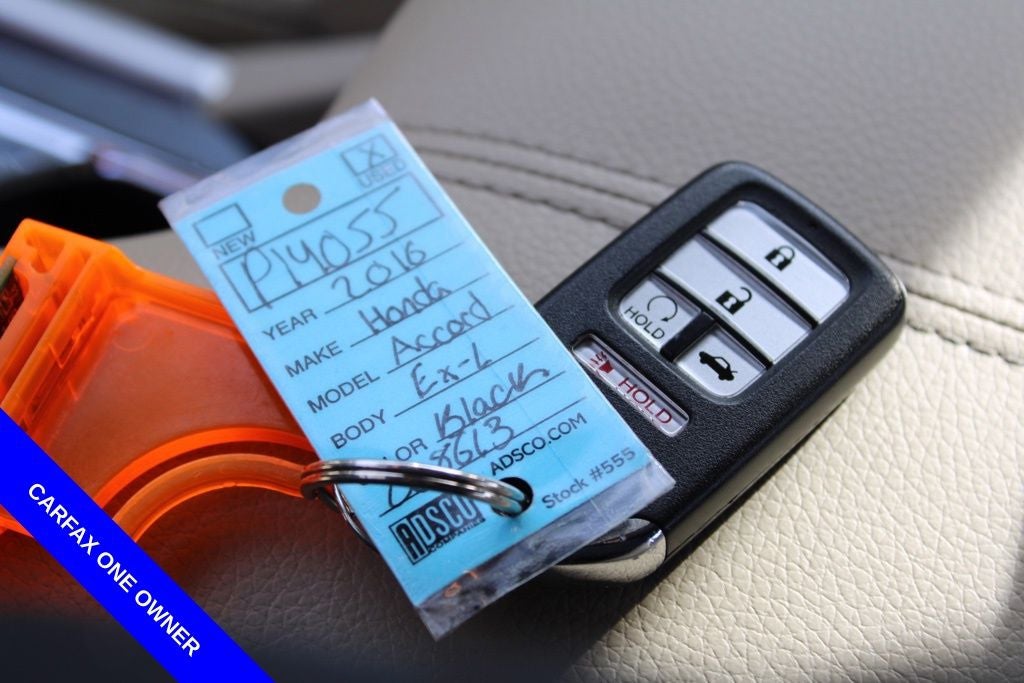 X
USED
NEW
P14055
YEAR 2016
MAKE Honda
MODEL Accord
BODY Ex-L
LOR Black
ADSCO.COM
ADSCO
COMPANIES
Stock #555
HOLD
HOLD
CARFAX ONE OWNER